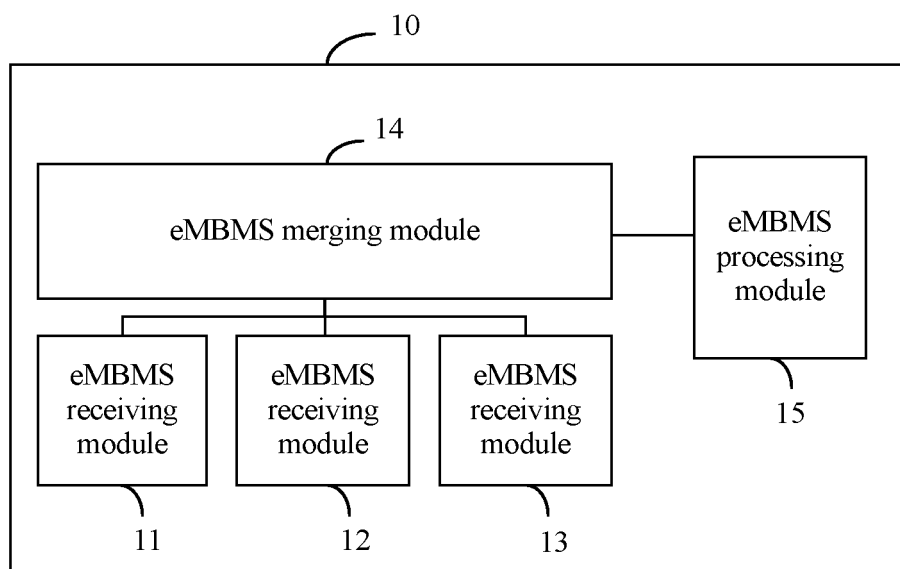 10
14
eMBMS merging module
eMBMS
processing
module
15
eMBMS
receiving
module
eMBMS
receiving
module
eMBMS
receiving
module
11
12
13